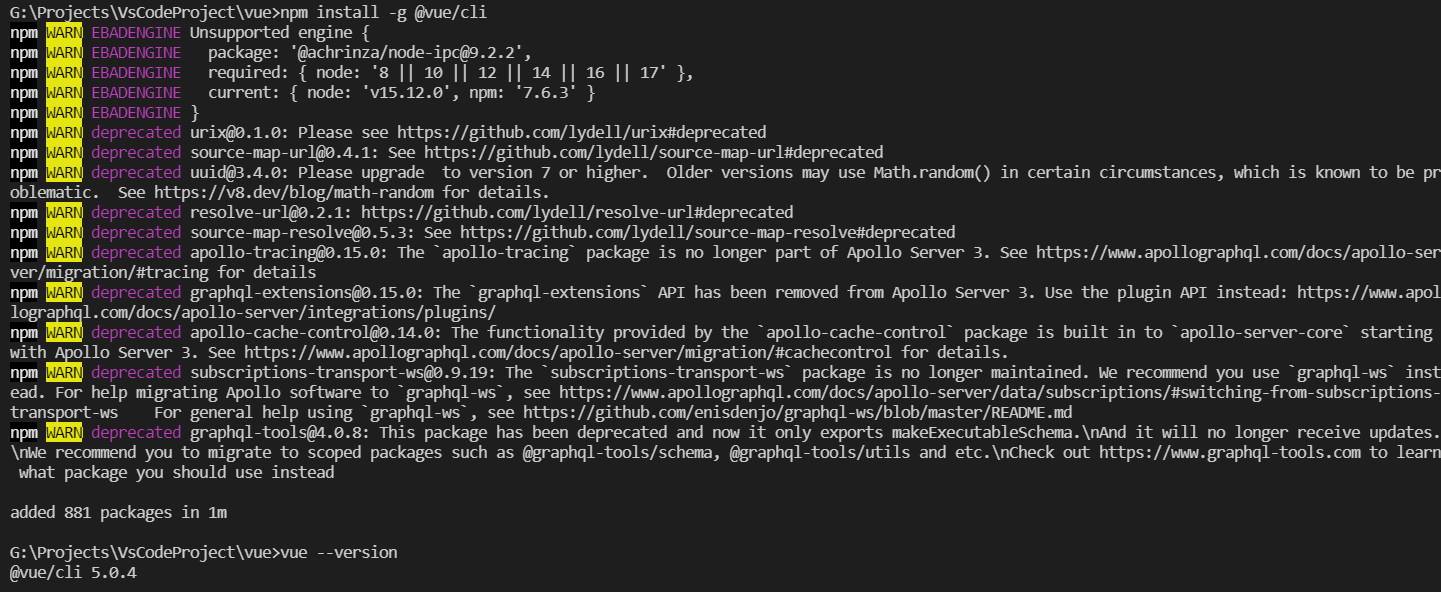 G:\Projects\VsCodeProject\vue>npm install -g @vue/cli
npm WARN EBADENGINE Unsupported engine {
npm WARN EBADENGINE   package: '@achrinza/node-ipc@9.2.2',
npm WARN EBADENGINE   required: { node: '8 || 10 || 12 || 14 || 16 || 17' },
npm WARN EBADENGINE   current: { node: 'v15.12.0', npm: '7.6.3' }
npm WARN EBADENGINE }
npm WARN deprecated urix@0.1.0: Please see https://github.com/lydell/urix#deprecated
npm WARN deprecated source-map-url@0.4.1: See https://github.com/lydell/source-map-url#deprecated
npm WARN deprecated uuid@3.4.0: Please upgrade  to version 7 or higher.  Older versions may use Math.random() in certain circumstances, which is known to be pr
oblematic.  See https://v8.dev/blog/math-random for details.
npm WARN deprecated resolve-url@0.2.1: https://github.com/lydell/resolve-url#deprecated
npm WARN deprecated source-map-resolve@0.5.3: See https://github.com/lydell/source-map-resolve#deprecated
npm WARN deprecated apollo-tracing@0.15.0: The `apollo-tracing` package is no longer part of Apollo Server 3. See https://www.apollographql.com/docs/apollo-ser
ver/migration/#tracing for details
npm WARN deprecated graphql-extensions@0.15.0: The `graphql-extensions` API has been removed from Apollo Server 3. Use the plugin API instead: https://www.apol
lographql.com/docs/apollo-server/integrations/plugins/
npm WARN deprecated apollo-cache-control@0.14.0: The functionality provided by the `apollo-cache-control` package is built in to `apollo-server-core` starting
with Apollo Server 3. See https://www.apollographql.com/docs/apollo-server/migration/#cachecontrol for details.
npm WARN deprecated subscriptions-transport-ws@0.9.19: The `subscriptions-transport-ws` package is no longer maintained. We recommend you use `graphql-ws` inst
ead. For help migrating Apollo software to `graphql-ws`, see https://www.apollographql.com/docs/apollo-server/data/subscriptions/#switching-from-subscriptions-
transport-ws    For general help using `graphql-ws`, see https://github.com/enisdenjo/graphql-ws/blob/master/README.md
npm WARN deprecated graphql-tools@4.0.8: This package has been deprecated and now it only exports makeExecutableSchema.\nAnd it will no longer receive updates.
\nWe recommend you to migrate to scoped packages such as @graphql-tools/schema, @graphql-tools/utils and etc.\nCheck out https://www.graphql-tools.com to learn
 what package you should use instead
added 881 packages in 1m
G:\Projects\VsCodeProject\vue>vue --version
@vue/cli 5.0.4